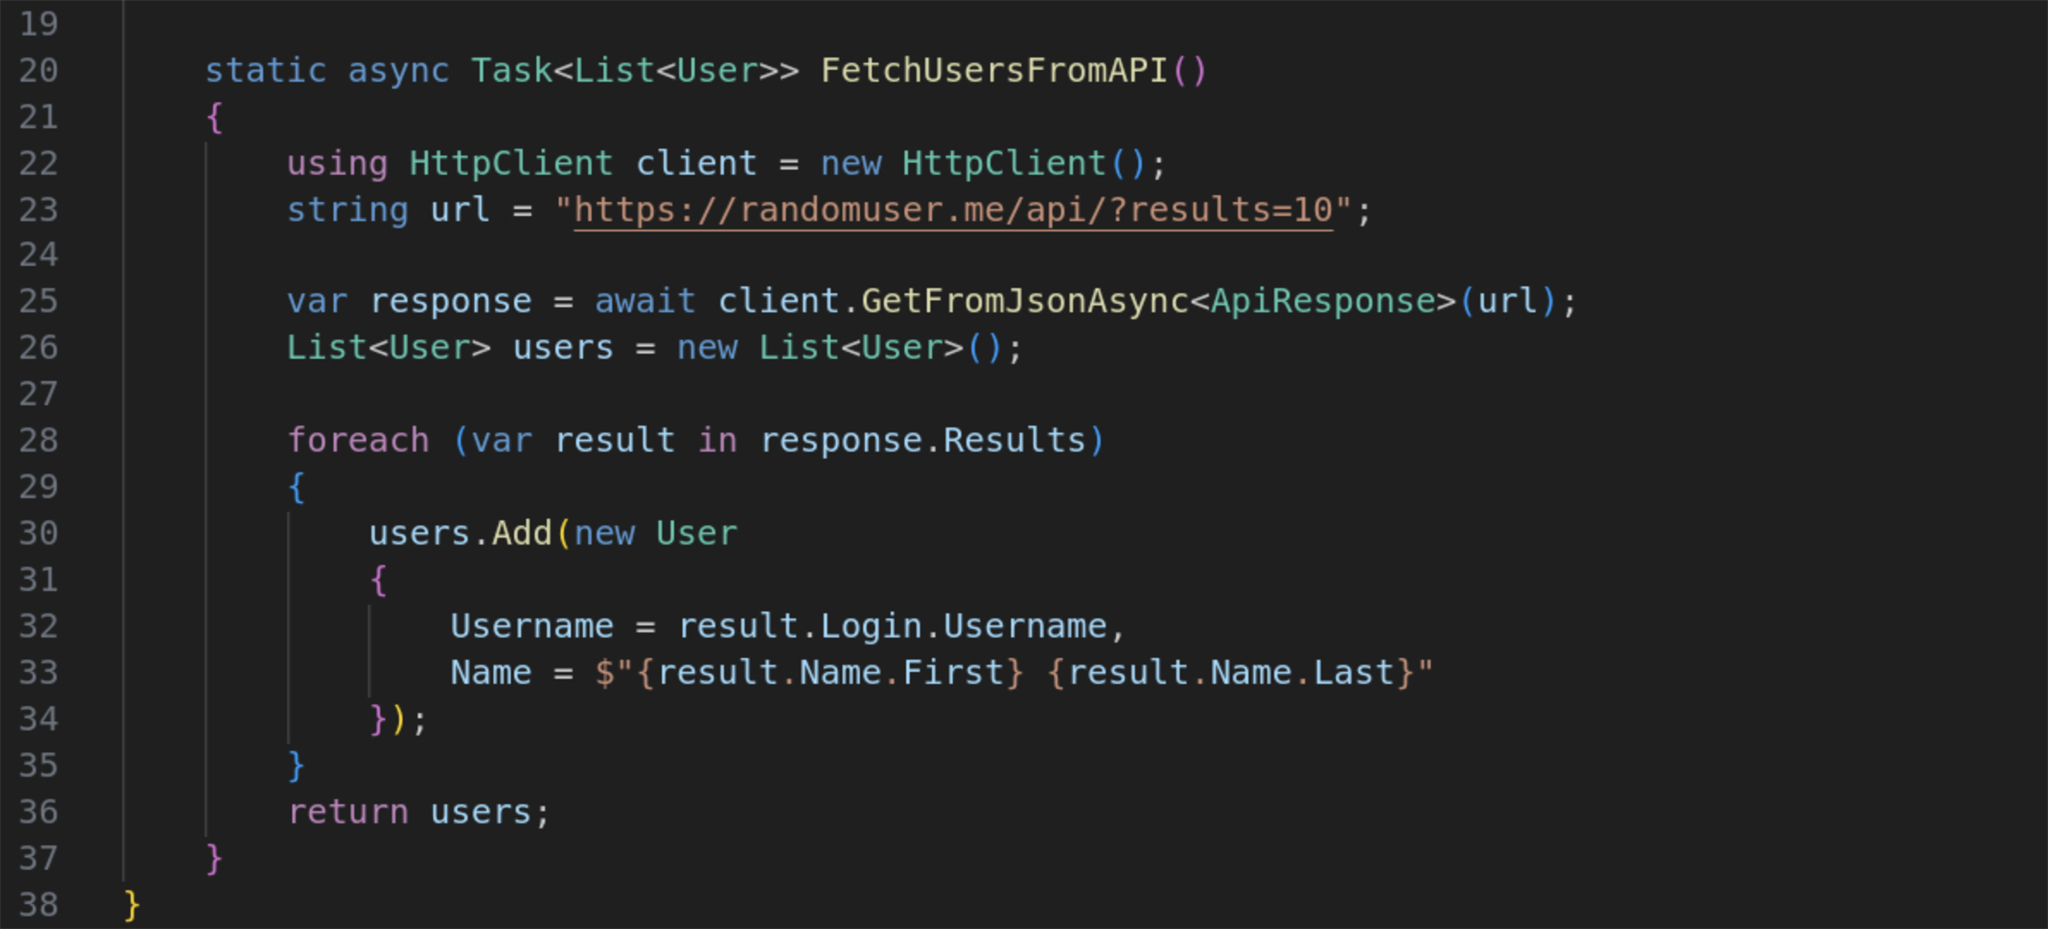 19
20 static async Task<List<User>> FetchUsersFromAPI()
21 {
22 using HttpClient client = new HttpClient();
23 string url = "https://randomuser.me/api/?results=10";
24
25 var response = await client.GetFromJsonAsync<ApiResponse>(url);
26 List<User> users = new List<User>();
27
28 foreach (var result in response.Results)
29 {
30 users.Add(new User
31 {
32 Username = result.Login.Username,
33 Name = $"{result.Name.First} {result.Name.Last}"
34 });
35 }
36 return users;
37 }
38 }